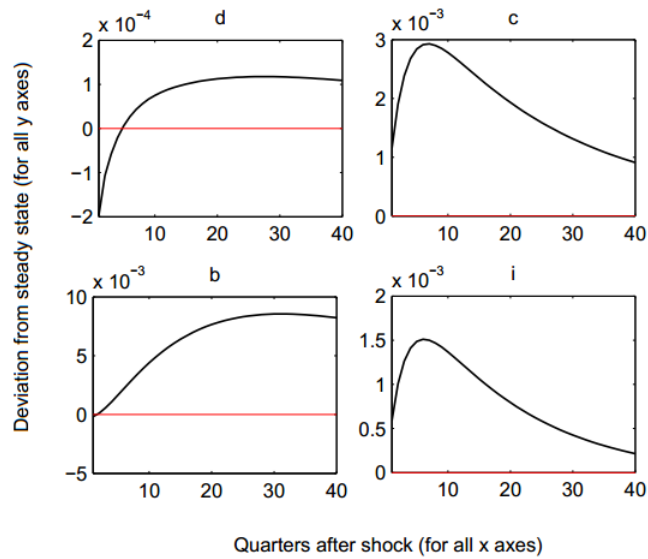 d
x 10⁻⁴
2
1
0
−1
−2
10 20 30 40
c
x 10⁻³
3
2
1
0
10 20 30 40
b
x 10⁻³
10
5
0
−5
10 20 30 40
i
x 10⁻³
2
1.5
1
0.5
0
10 20 30 40
Deviation from steady state (for all y axes)
Quarters after shock (for all x axes)